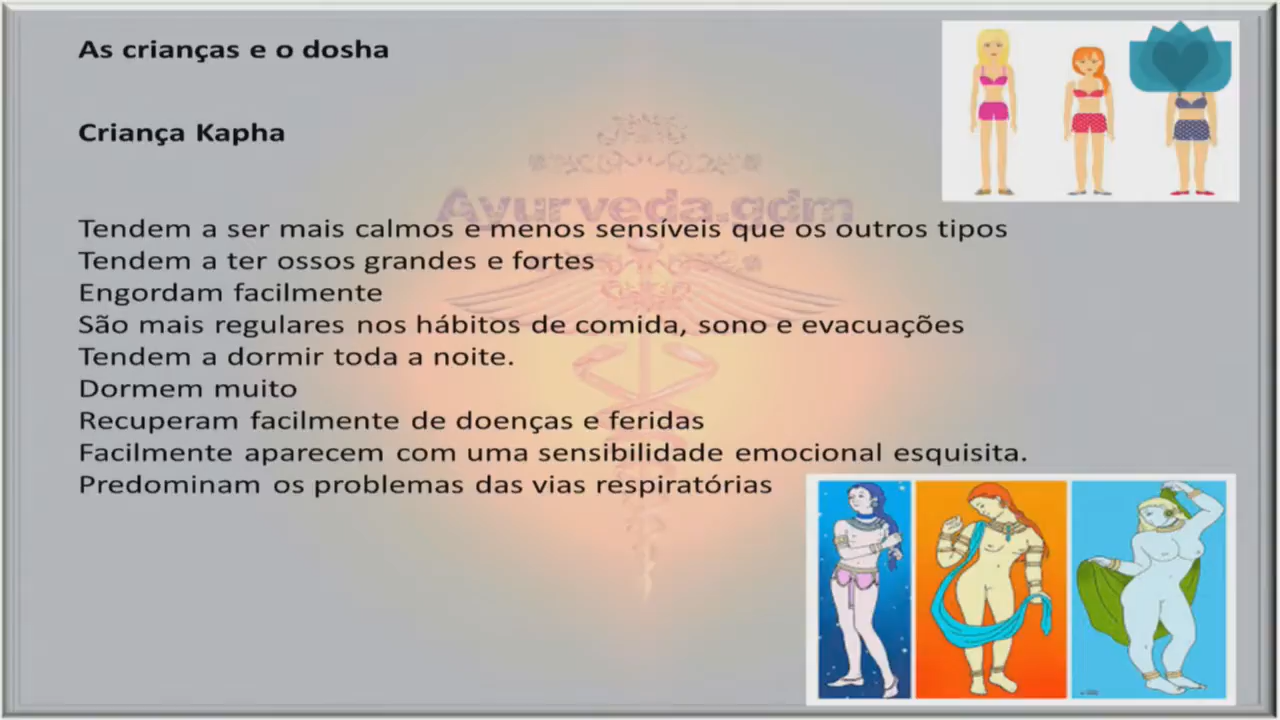 As crianças e o dosha
Criança Kapha
Ayurveda.gdm
Tendem a ser mais calmos e menos sensíveis que os outros tipos
Tendem a ter ossos grandes e fortes
Engordam facilmente
São mais regulares nos hábitos de comida, sono e evacuações
Tendem a dormir toda a noite.
Dormem muito
Recuperam facilmente de doenças e feridas
Facilmente aparecem com uma sensibilidade emocional esquisita.
Predominam os problemas das vias respiratórias